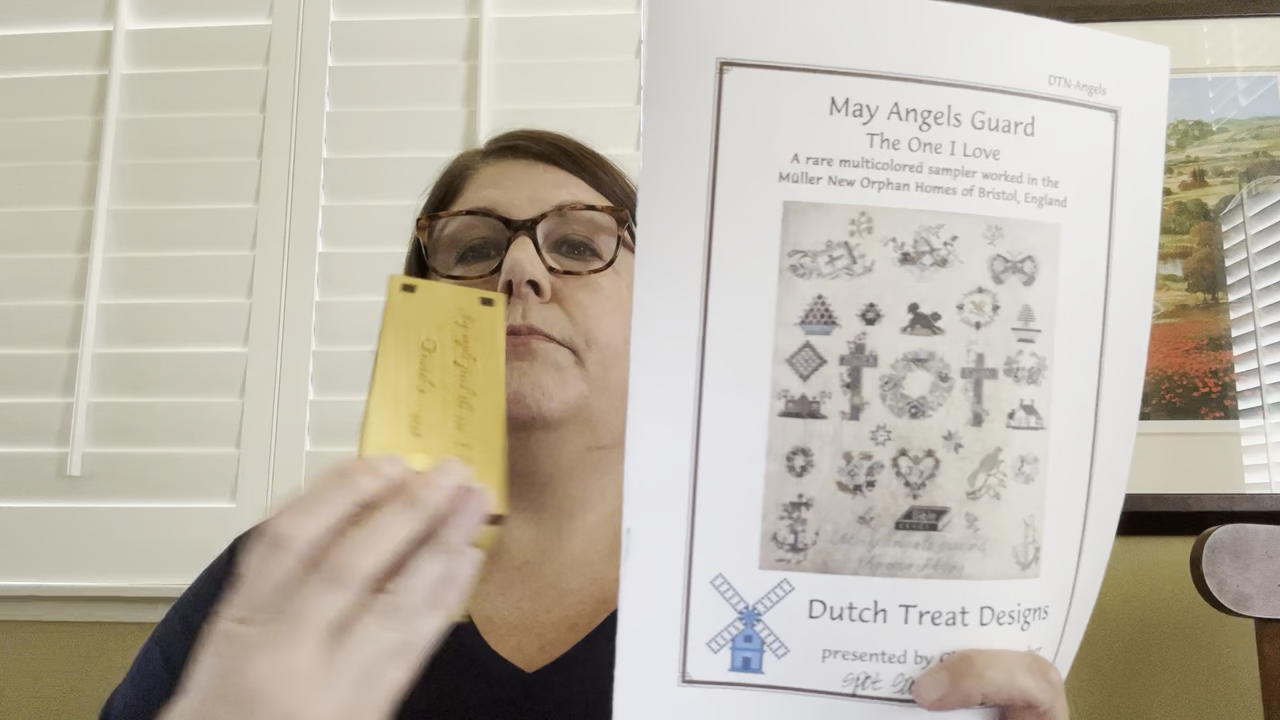 DTN-Angels
May Angels Guard
The One I Love
A rare multicolored sampler worked in the
Müller New Orphan Homes of Bristol, England
Dutch Treat Designs
presented by
spot